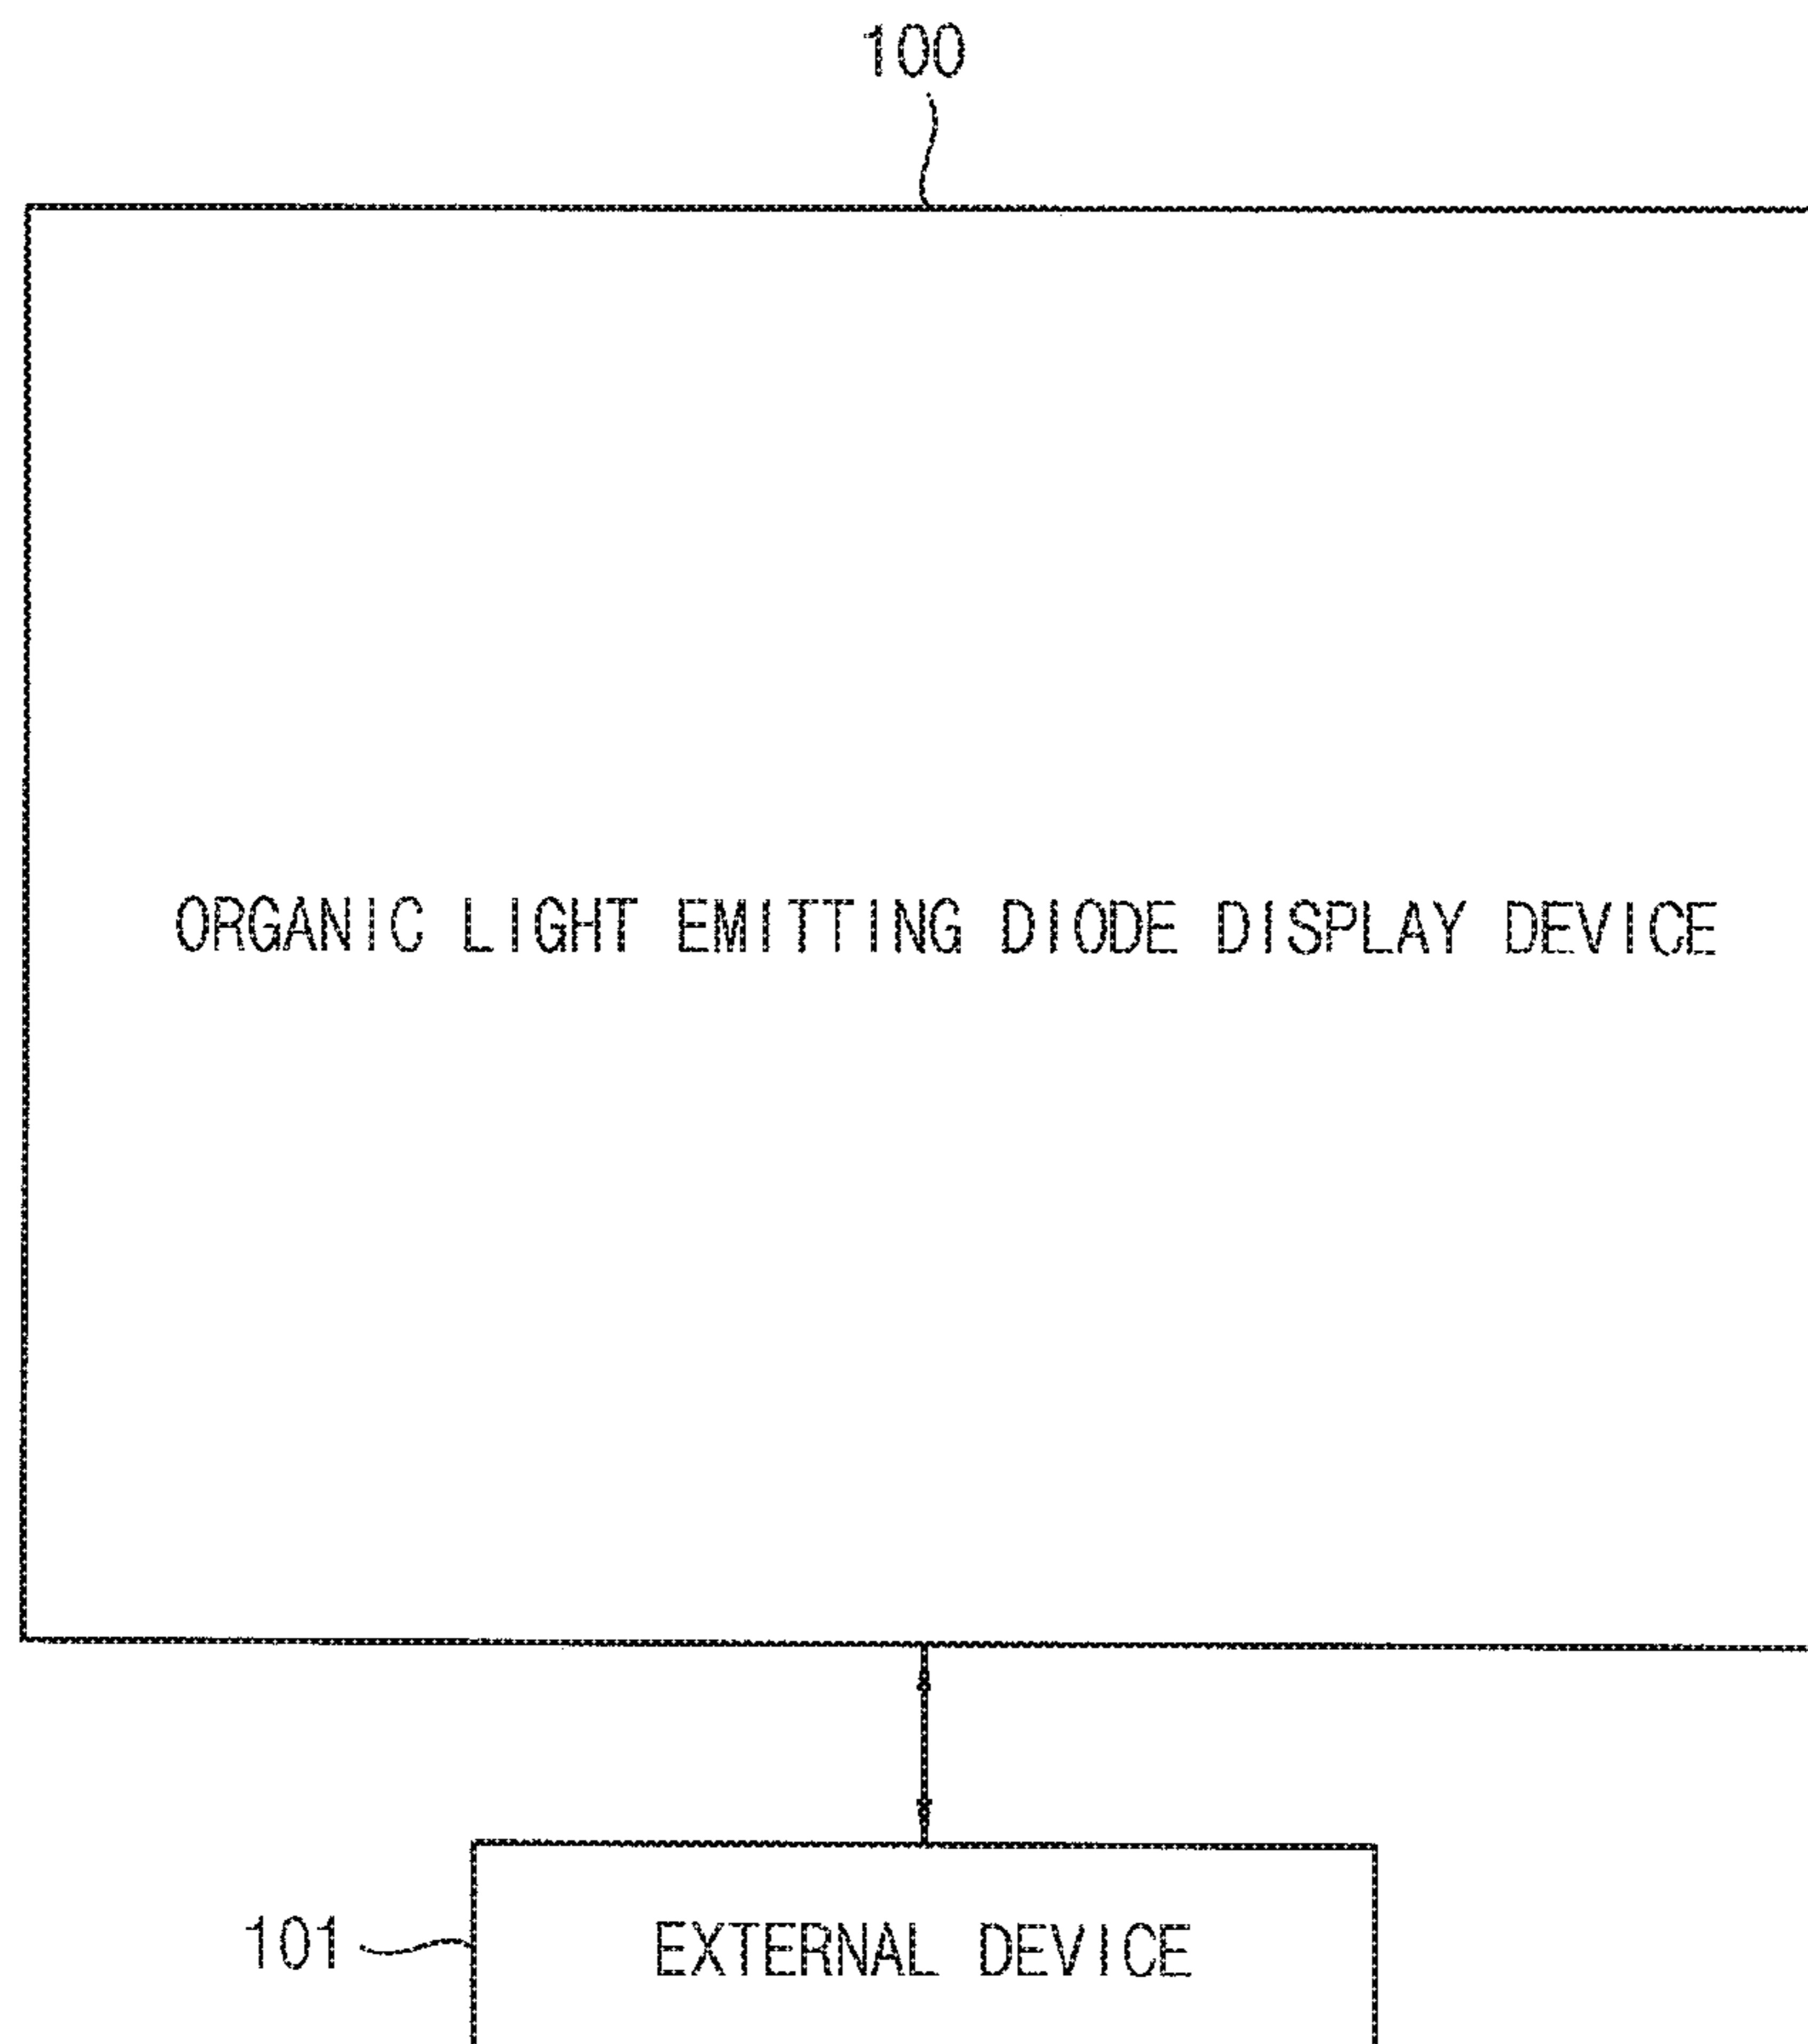 100
ORGANIC LIGHT EMITTING DIODE DISPLAY DEVICE
101
EXTERNAL DEVICE